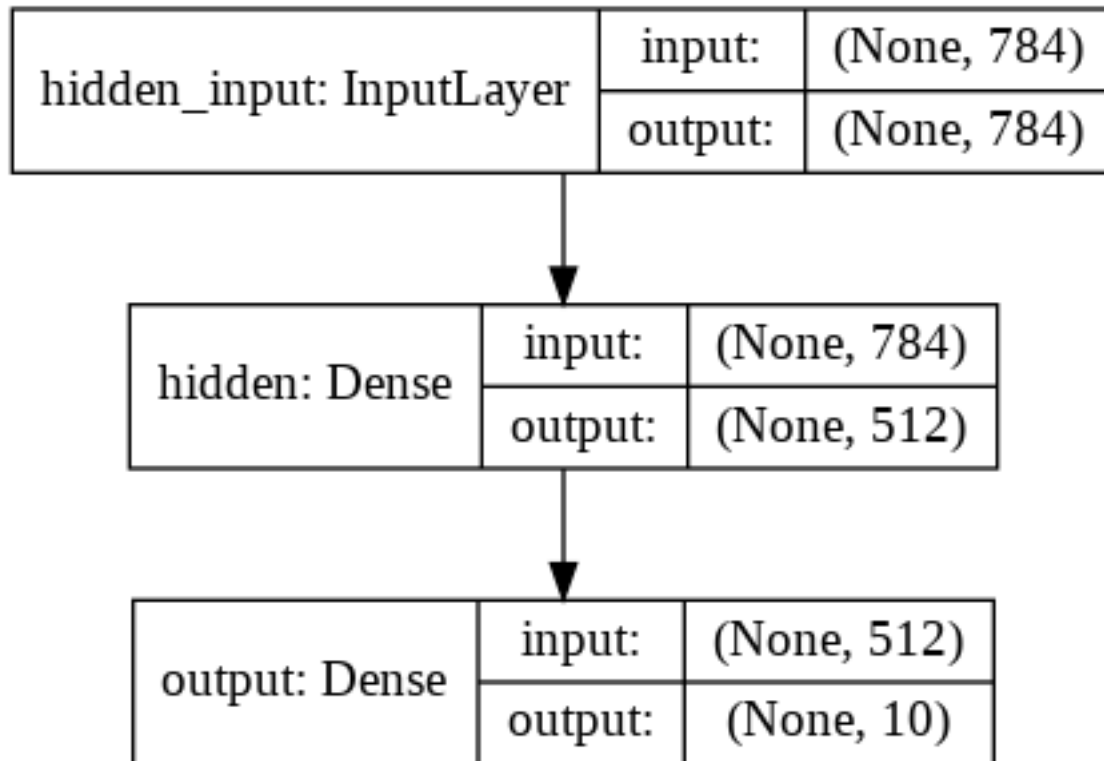 hidden_input: InputLayer
input: (None, 784)
output: (None, 784)
hidden: Dense
input: (None, 784)
output: (None, 512)
output: Dense
input: (None, 512)
output: (None, 10)